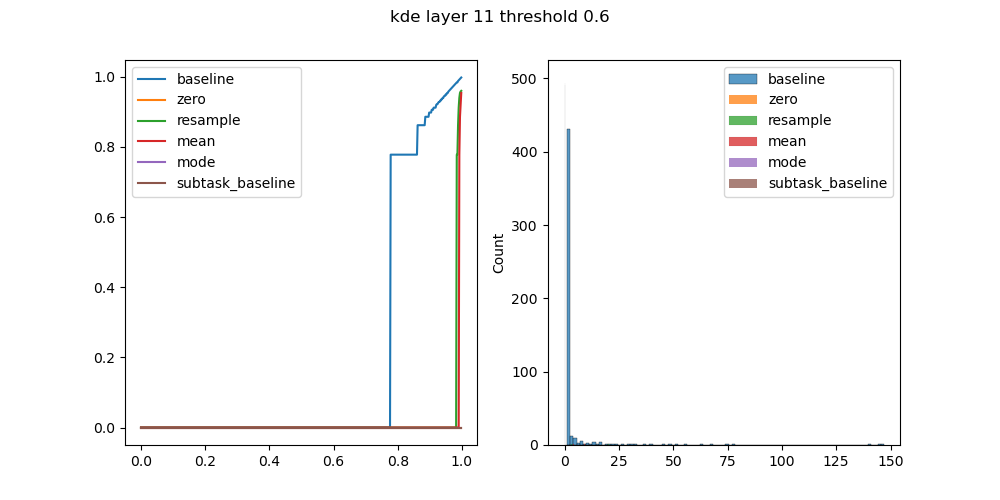 kde layer 11 threshold 0.6
baseline
zero
resample
mean
mode
subtask_baseline
1.0
0.8
0.6
0.4
0.2
0.0
0.0 0.2 0.4 0.6 0.8 1.0
baseline
zero
resample
mean
mode
subtask_baseline
Count
500
400
300
200
100
0
0 25 50 75 100 125 150